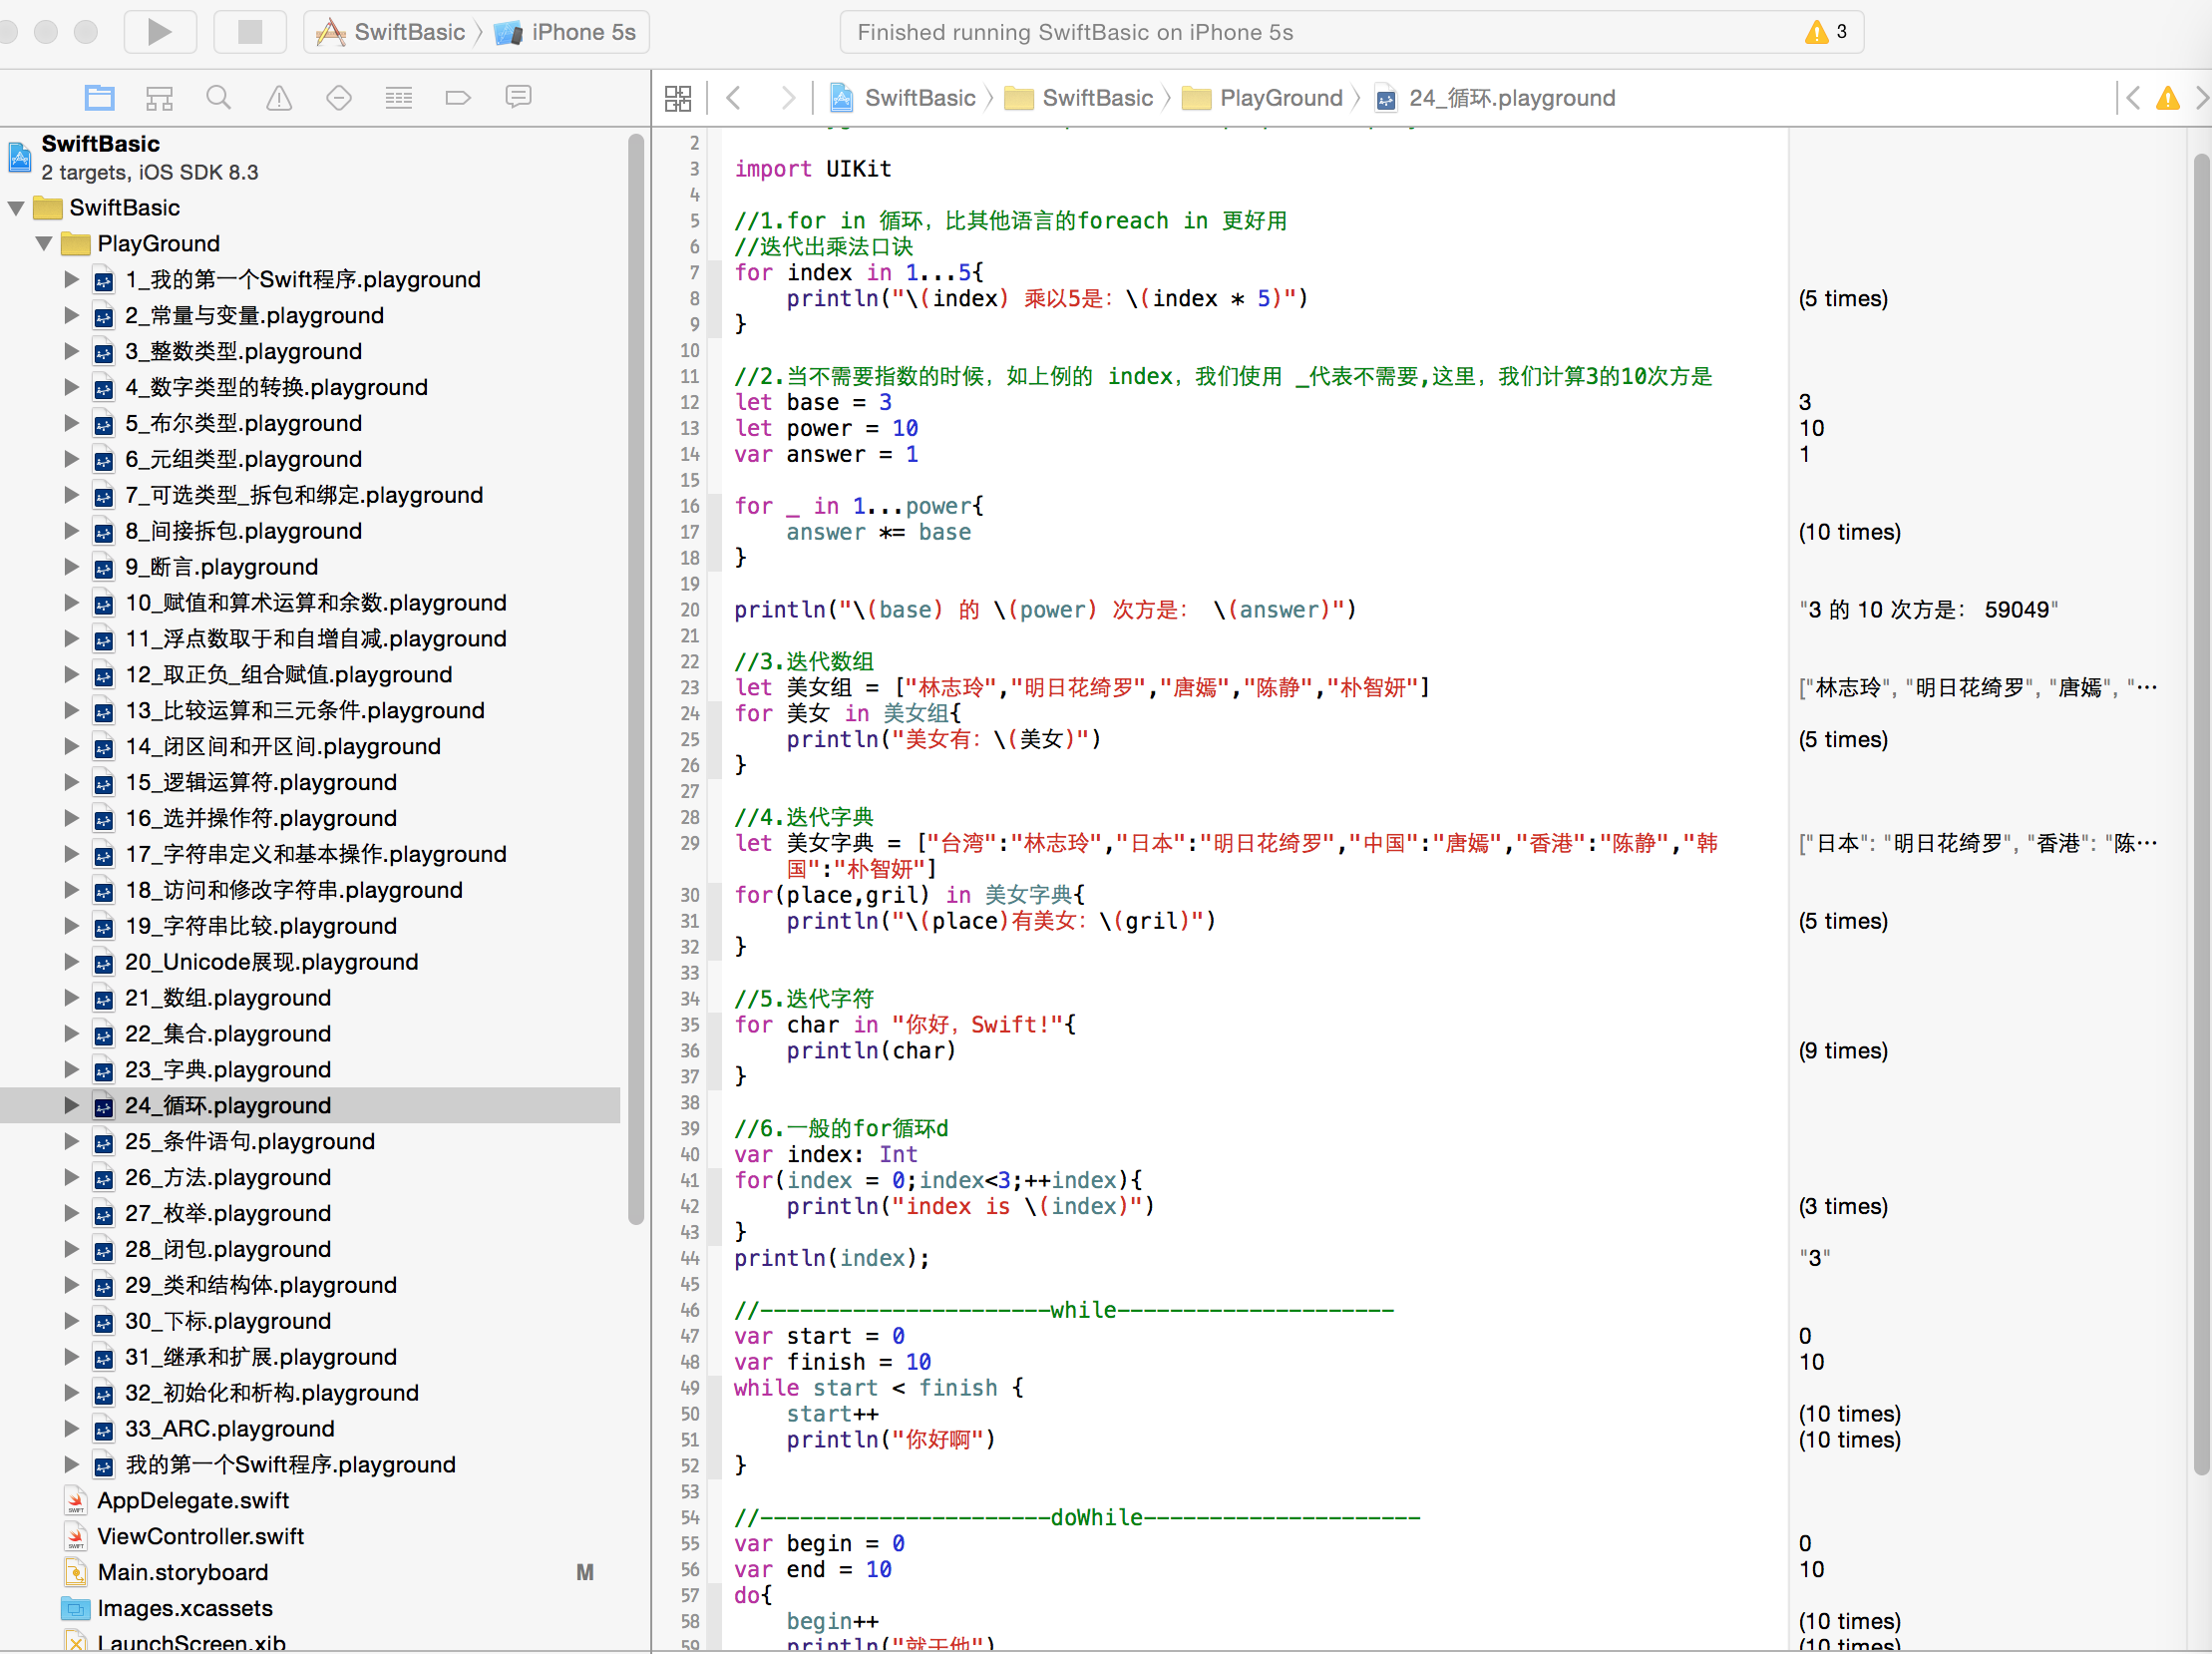 SwiftBasic iPhone 5s
Finished running SwiftBasic on iPhone 5s
3
SwiftBasic SwiftBasic PlayGround 24_循环.playground
SwiftBasic
2 targets, iOS SDK 8.3
SwiftBasic
PlayGround
1_我的第一个Swift程序.playground
2_常量与变量.playground
3_整数类型.playground
4_数字类型的转换.playground
5_布尔类型.playground
6_元组类型.playground
7_可选类型_拆包和绑定.playground
8_间接拆包.playground
9_断言.playground
10_赋值和算术运算和余数.playground
11_浮点数取于和自增自减.playground
12_取正负_组合赋值.playground
13_比较运算和三元条件.playground
14_闭区间和开区间.playground
15_逻辑运算符.playground
16_选并操作符.playground
17_字符串定义和基本操作.playground
18_访问和修改字符串.playground
19_字符串比较.playground
20_Unicode展现.playground
21_数组.playground
22_集合.playground
23_字典.playground
24_循环.playground
25_条件语句.playground
26_方法.playground
27_枚举.playground
28_闭包.playground
29_类和结构体.playground
30_下标.playground
31_继承和扩展.playground
32_初始化和析构.playground
33_ARC.playground
我的第一个Swift程序.playground
AppDelegate.swift
ViewController.swift
Main.storyboard M
Images.xcassets
LaunchScreen.xib
2
3 import UIKit
4
5 //1.for in 循环，比其他语言的foreach in 更好用
6 //迭代出乘法口诀
7 for index in 1...5{
8 println("\(index) 乘以5是：\(index * 5)") (5 times)
9 }
10
11 //2.当不需要指数的时候，如上例的 index，我们使用 _代表不需要,这里，我们计算3的10次方是
12 let base = 3 3
13 let power = 10 10
14 var answer = 1 1
15
16 for _ in 1...power{
17 answer *= base (10 times)
18 }
19
20 println("\(base) 的 \(power) 次方是： \(answer)") "3 的 10 次方是： 59049"
21
22 //3.迭代数组
23 let 美女组 = ["林志玲","明日花绮罗","唐嫣","陈静","朴智妍"] ["林志玲", "明日花绮罗", "唐嫣", "…
24 for 美女 in 美女组{
25 println("美女有：\(美女)") (5 times)
26 }
27
28 //4.迭代字典
29 let 美女字典 = ["台湾":"林志玲","日本":"明日花绮罗","中国":"唐嫣","香港":"陈静","韩 ["日本": "明日花绮罗", "香港": "陈…
国":"朴智妍"]
30 for(place,gril) in 美女字典{
31 println("\(place)有美女：\(gril)") (5 times)
32 }
33
34 //5.迭代字符
35 for char in "你好，Swift!"{
36 println(char) (9 times)
37 }
38
39 //6.一般的for循环d
40 var index: Int
41 for(index = 0;index<3;++index){
42 println("index is \(index)") (3 times)
43 }
44 println(index); "3"
45
46 //----------------------while---------------------
47 var start = 0 0
48 var finish = 10 10
49 while start < finish {
50 start++ (10 times)
51 println("你好啊") (10 times)
52 }
53
54 //----------------------doWhile---------------------
55 var begin = 0 0
56 var end = 10 10
57 do{
58 begin++ (10 times)
59 println(" ") (10 times)